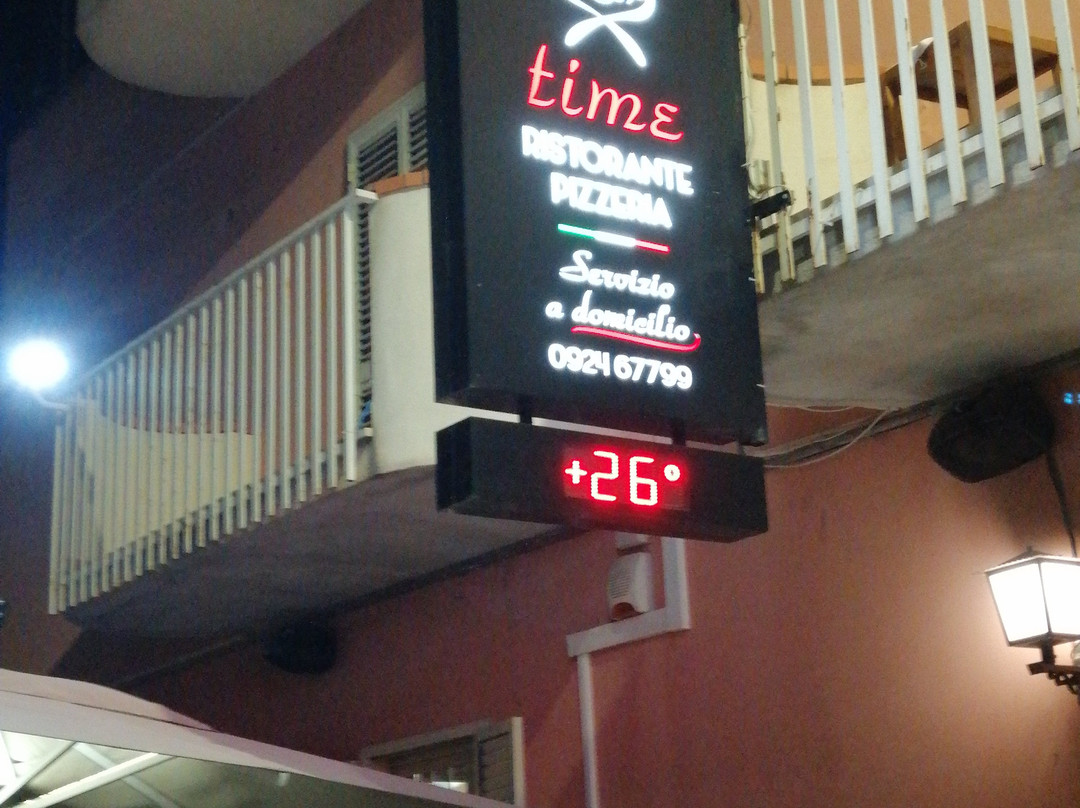 time
RISTORANTE
PIZZERIA
Servizio
a domicilio
0924 67799
+26°